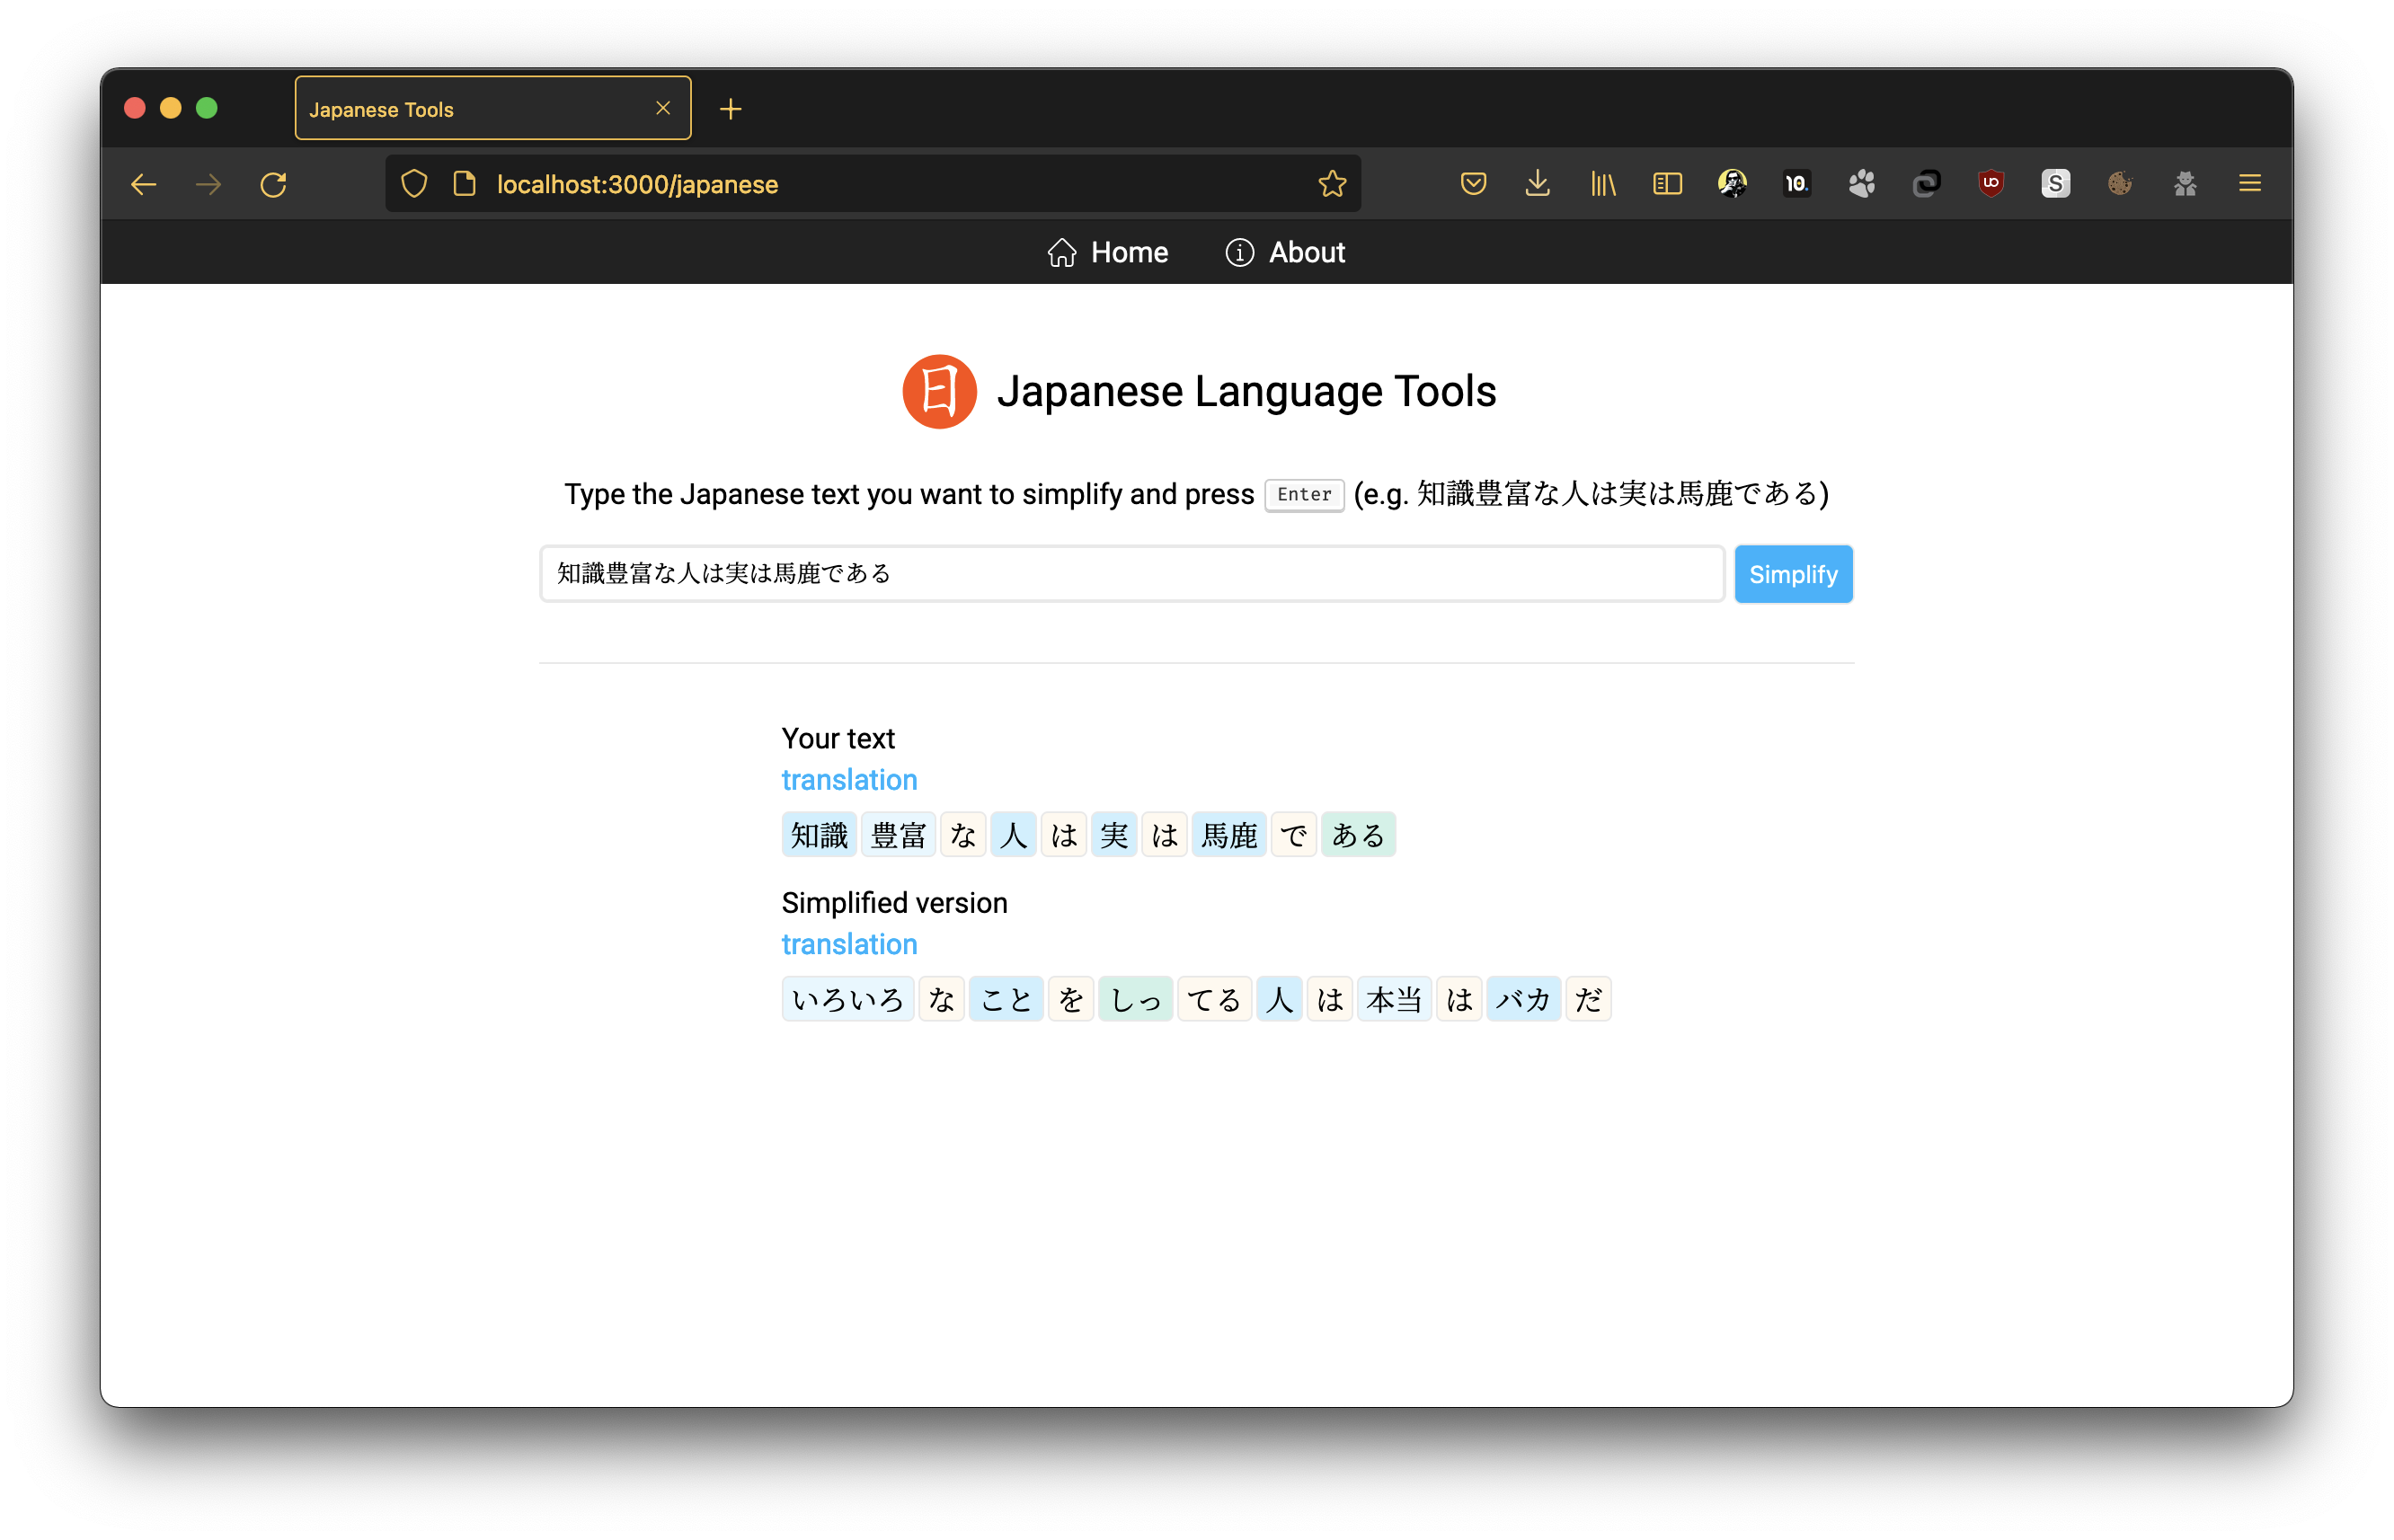 Japanese Tools
localhost:3000/japanese
10.
UO
S
Home
About
日 Japanese Language Tools
Type the Japanese text you want to simplify and press Enter (e.g. 知識豊富な人は実は馬鹿である)
知識豊富な人は実は馬鹿である
Simplify
Your text
translation
知識 豊富 な 人 は 実 は 馬鹿 で ある
Simplified version
translation
いろいろ な こと を しっ てる 人 は 本当 は バカ だ